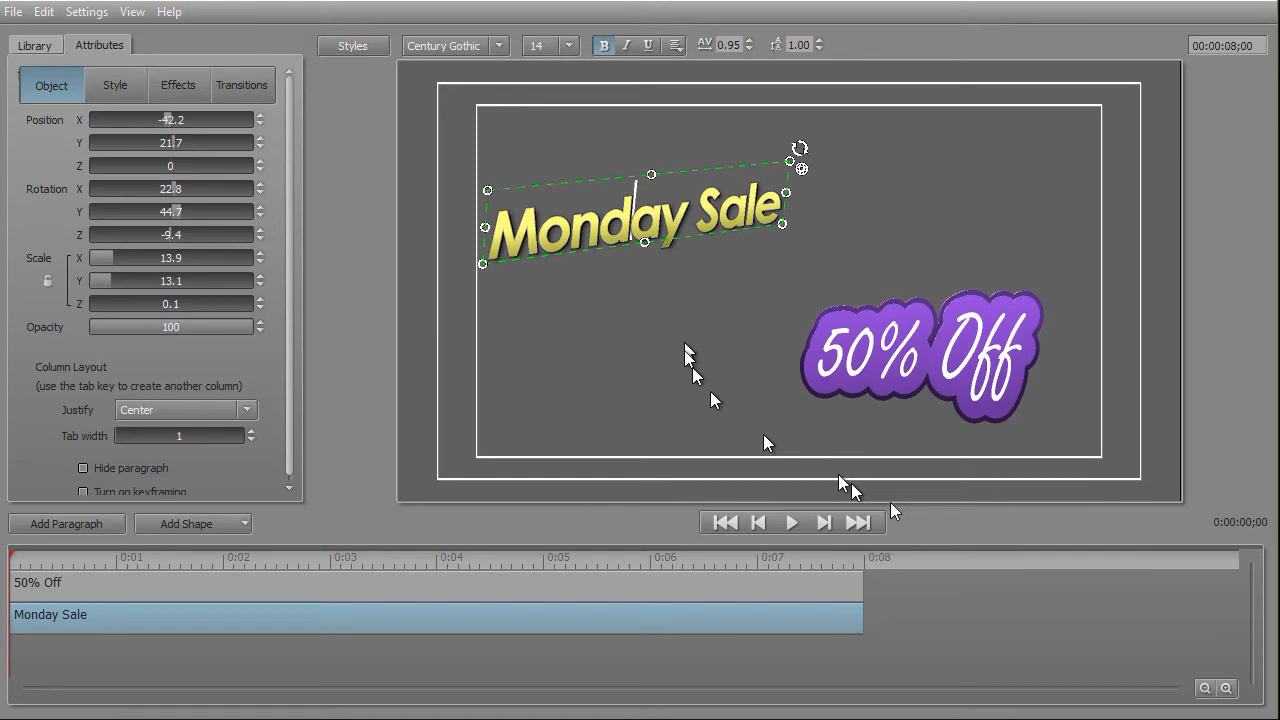 File Edit Settings View Help
Library Attributes Styles Century Gothic 14 B I U AV 0.95 A 1.00 00:00:08;00
Object Style Effects Transitions
Position X -42.2
Y 21.7
Z 0
Rotation X 22.8
Y 44.7
Z -9.4
Scale X 13.9
Y 13.1
Z 0.1
Opacity 100
Column Layout
(use the tab key to create another column)
Justify Center
Tab width 1
Hide paragraph
Turn on keyframing
Monday Sale
50% Off
Add Paragraph Add Shape 00:00:00;00
0:01 0:02 0:03 0:04 0:05 0:06 0:07 0:08
50% Off
Monday Sale